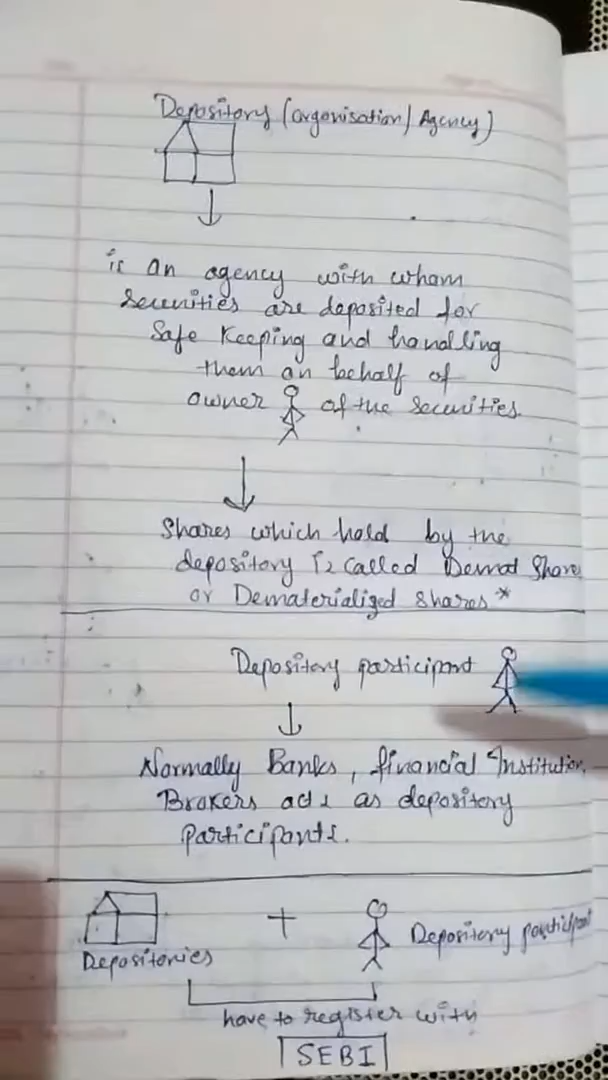 Depository (organisation/Agency)
is an agency with whom
securities are deposited for
Safe Keeping and handling
them on behalf of
owner of the securities.
Shares which hold by the
depository is called Demat Share
or Dematerialized shares*
Depository participant
Normally Banks, financial Institution,
Brokers acts as depository
participants.
+
Depositories
Depository participant
have to register with
SEBI